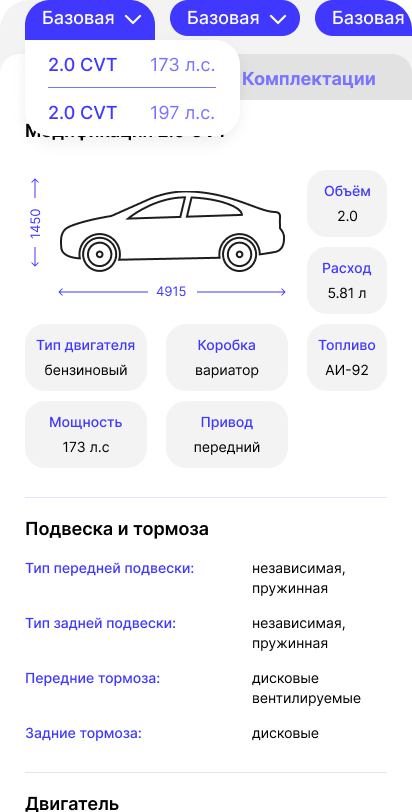 Базовая
Базовая
Базовая
2.0 CVT 173 л.с.
2.0 CVT 197 л.с.
Комплектации
Модификация 2.0 CVT
1450
4915
Объём
2.0
Расход
5.81 л
Тип двигателя
бензиновый
Коробка
вариатор
Топливо
АИ-92
Мощность
173 л.с
Привод
передний
Подвеска и тормоза
Тип передней подвески: независимая,
пружинная
Тип задней подвески: независимая,
пружинная
Передние тормоза: дисковые
вентилируемые
Задние тормоза: дисковые
Двигатель